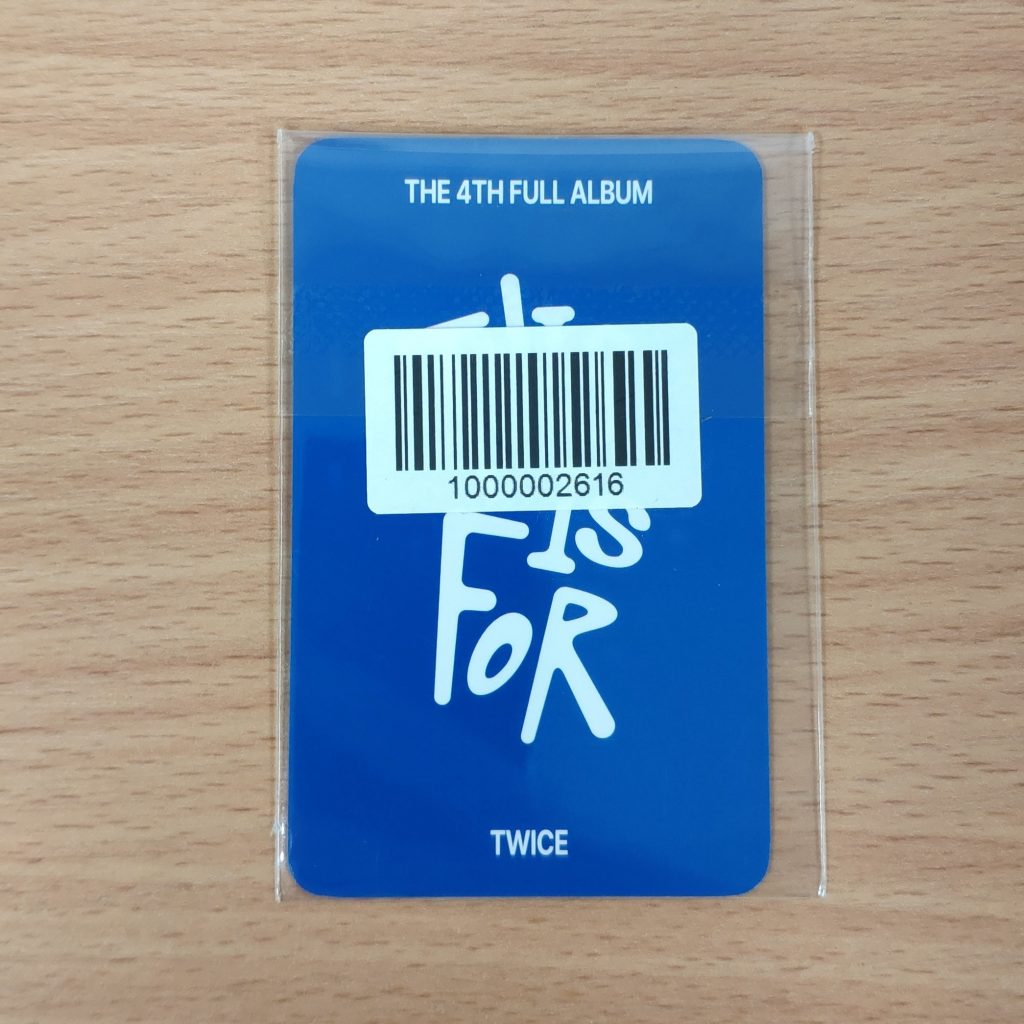 THE 4TH FULL ALBUM
1000002616
IS
FoR
TWICE